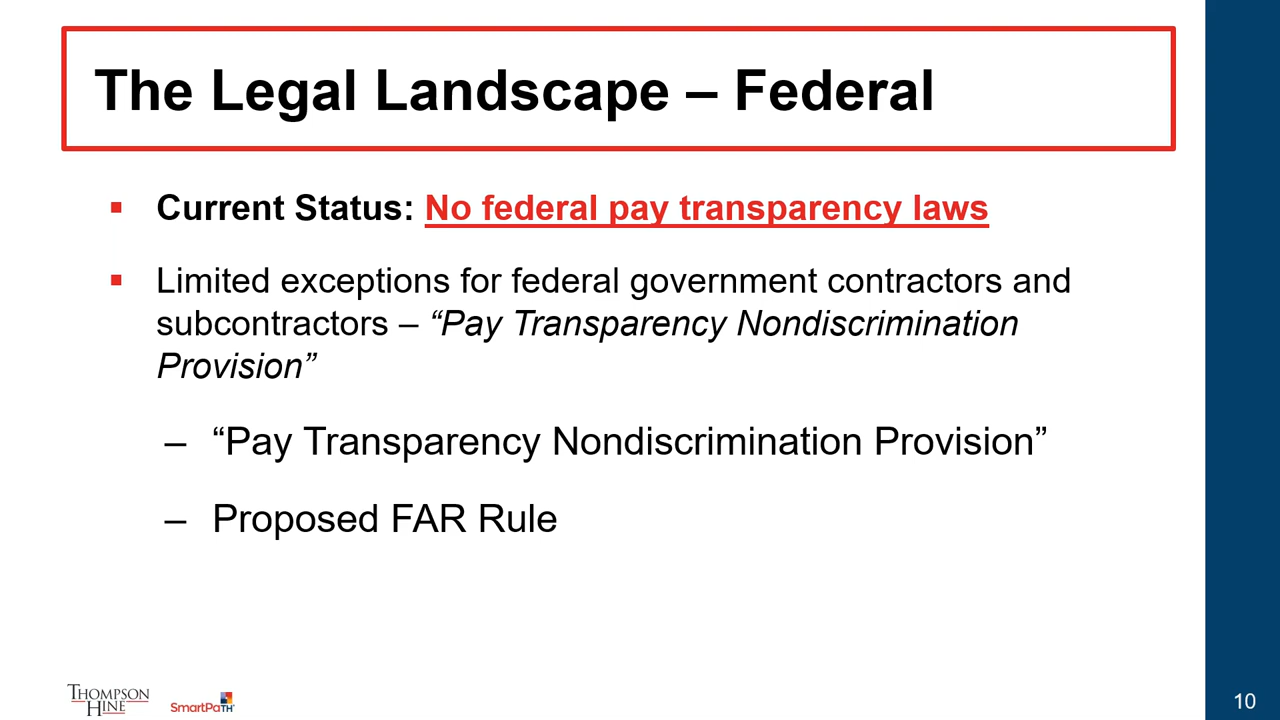 The Legal Landscape – Federal
▪ Current Status: No federal pay transparency laws
▪ Limited exceptions for federal government contractors and
subcontractors – “Pay Transparency Nondiscrimination
Provision”
– “Pay Transparency Nondiscrimination Provision”
– Proposed FAR Rule
THOMPSON
HINE
SmartPaTH
10